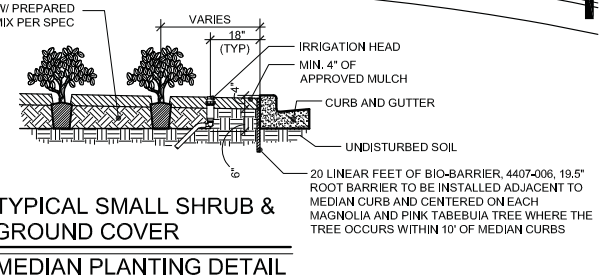 W/ PREPARED
MIX PER SPEC
VARIES
18"
(TYP)
IRRIGATION HEAD
MIN. 4" OF
APPROVED MULCH
4"
CURB AND GUTTER
UNDISTURBED SOIL
6"
20 LINEAR FEET OF BIO-BARRIER, 4407-006, 19.5"
ROOT BARRIER TO BE INSTALLED ADJACENT TO
MEDIAN CURB AND CENTERED ON EACH
MAGNOLIA AND PINK TABEBUIA TREE WHERE THE
TREE OCCURS WITHIN 10' OF MEDIAN CURBS
TYPICAL SMALL SHRUB &
GROUND COVER
MEDIAN PLANTING DETAIL